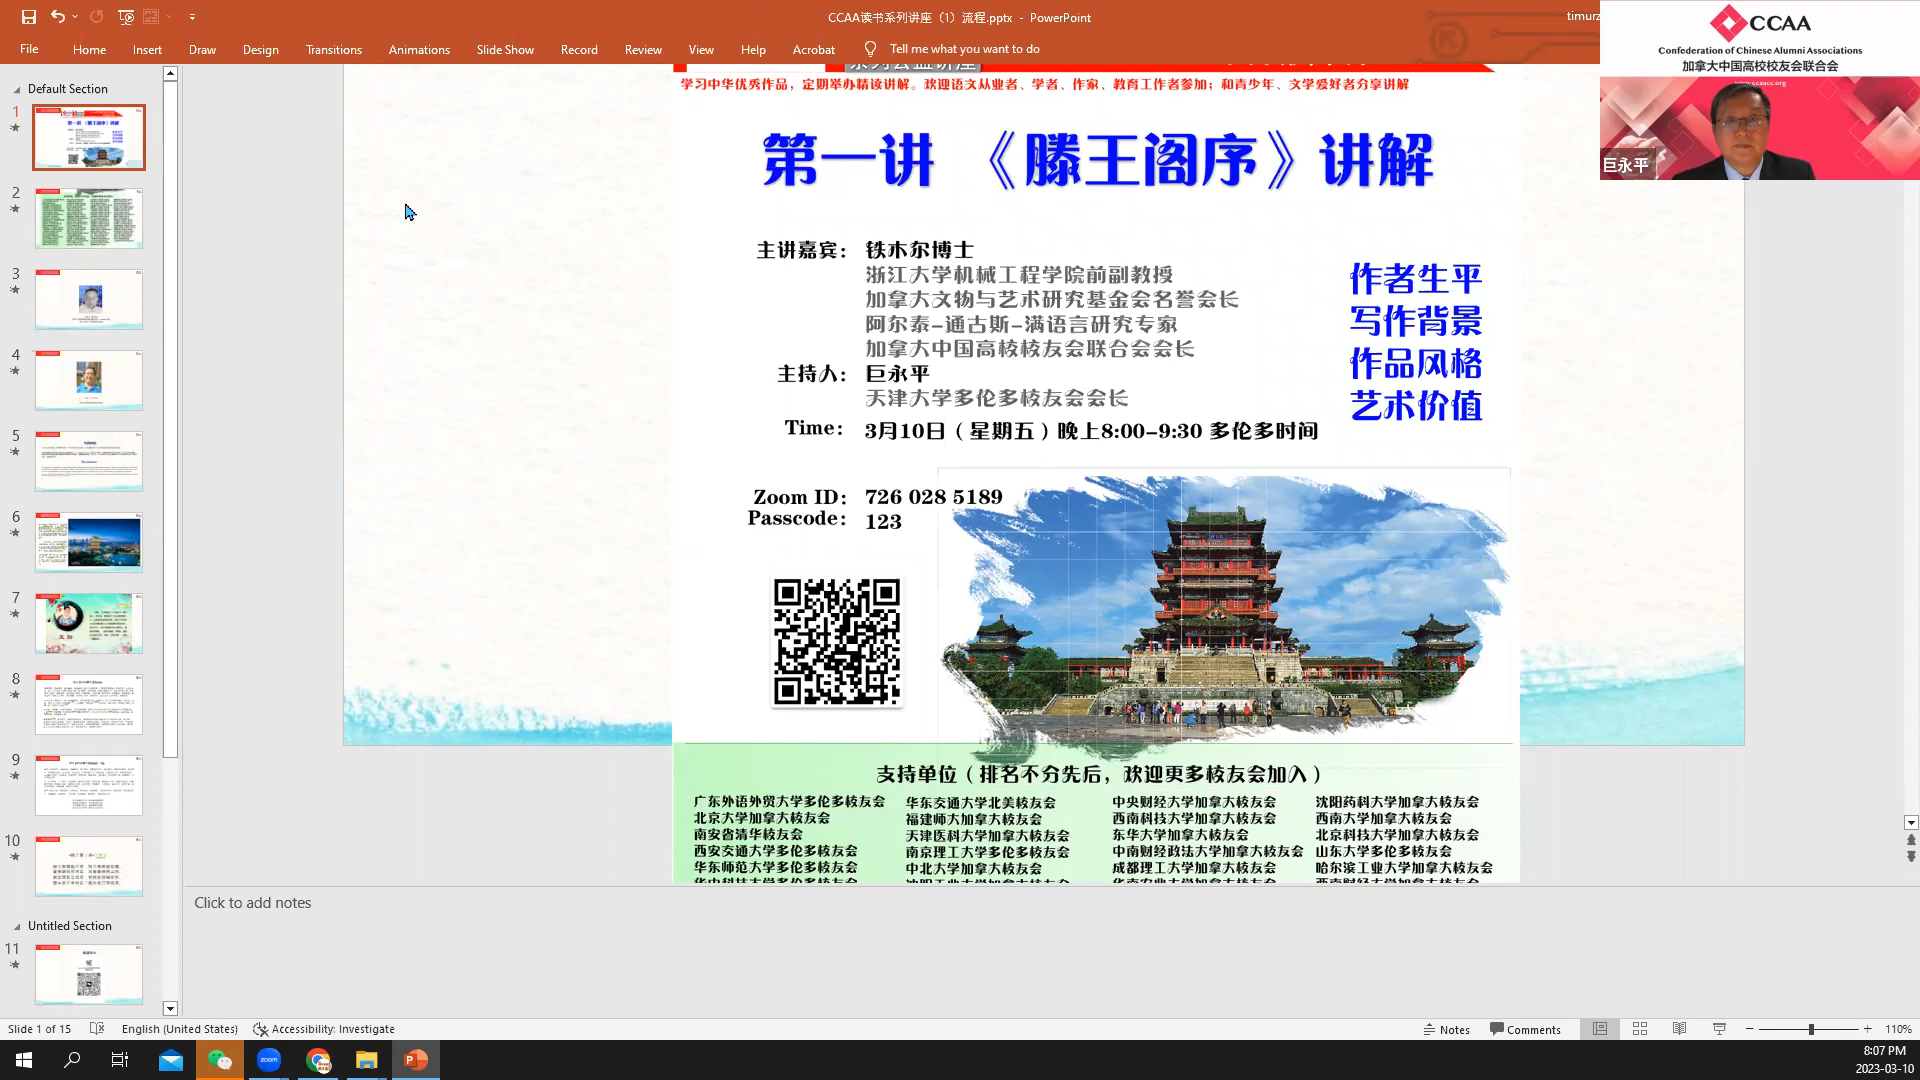 CCAA读书系列讲座（1）流程.pptx - PowerPoint
File Home Insert Draw Design Transitions Animations Slide Show Record Review View Help Acrobat Tell me what you want to do
CCAA
Confederation of Chinese Alumni Associations
加拿大中国高校校友会联合会
www.ccaacc.org
巨永平
Default Section
1
2
3
4
5
6
7
8
9
10
Untitled Section
11
学习中华优秀作品，定期举办精读讲解。欢迎语文从业者、学者、作家、教育工作者参加；和青少年、文学爱好者分享讲解
第一讲 《滕王阁序》讲解
主讲嘉宾： 铁木尔博士
浙江大学机械工程学院前副教授
加拿大文物与艺术研究基金会名誉会长
阿尔泰-通古斯-满语言研究专家
加拿大中国高校校友会联合会会长
主持人： 巨永平
天津大学多伦多校友会会长
Time： 3月10日（星期五）晚上8:00-9:30 多伦多时间
作者生平
写作背景
作品风格
艺术价值
Zoom ID： 726 028 5189
Passcode： 123
支持单位（排名不分先后，欢迎更多校友会加入）
广东外语外贸大学多伦多校友会 华东交通大学北美校友会 中央财经大学加拿大校友会 沈阳药科大学加拿大校友会
北京大学加拿大校友会 福建师大加拿大校友会 西南科技大学加拿大校友会 西南大学加拿大校友会
南安省清华校友会 天津医科大学加拿大校友会 东华大学加拿大校友会 北京科技大学加拿大校友会
西安交通大学多伦多校友会 南京理工大学多伦多校友会 中南财经政法大学加拿大校友会 山东大学多伦多校友会
华东师范大学多伦多校友会 中北大学加拿大校友会 成都理工大学加拿大校友会 哈尔滨工业大学加拿大校友会
Click to add notes
Slide 1 of 15 English (United States) Accessibility: Investigate Notes Comments 110%
zoom
8:07 PM
2023-03-10